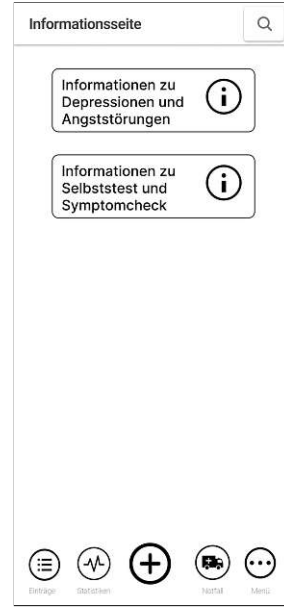 Informationsseite
Informationen zu
Depressionen und
Angststörungen
Informationen zu
Selbststest und
Symptomcheck
Einträge
Statistiken
Notfall
Menü